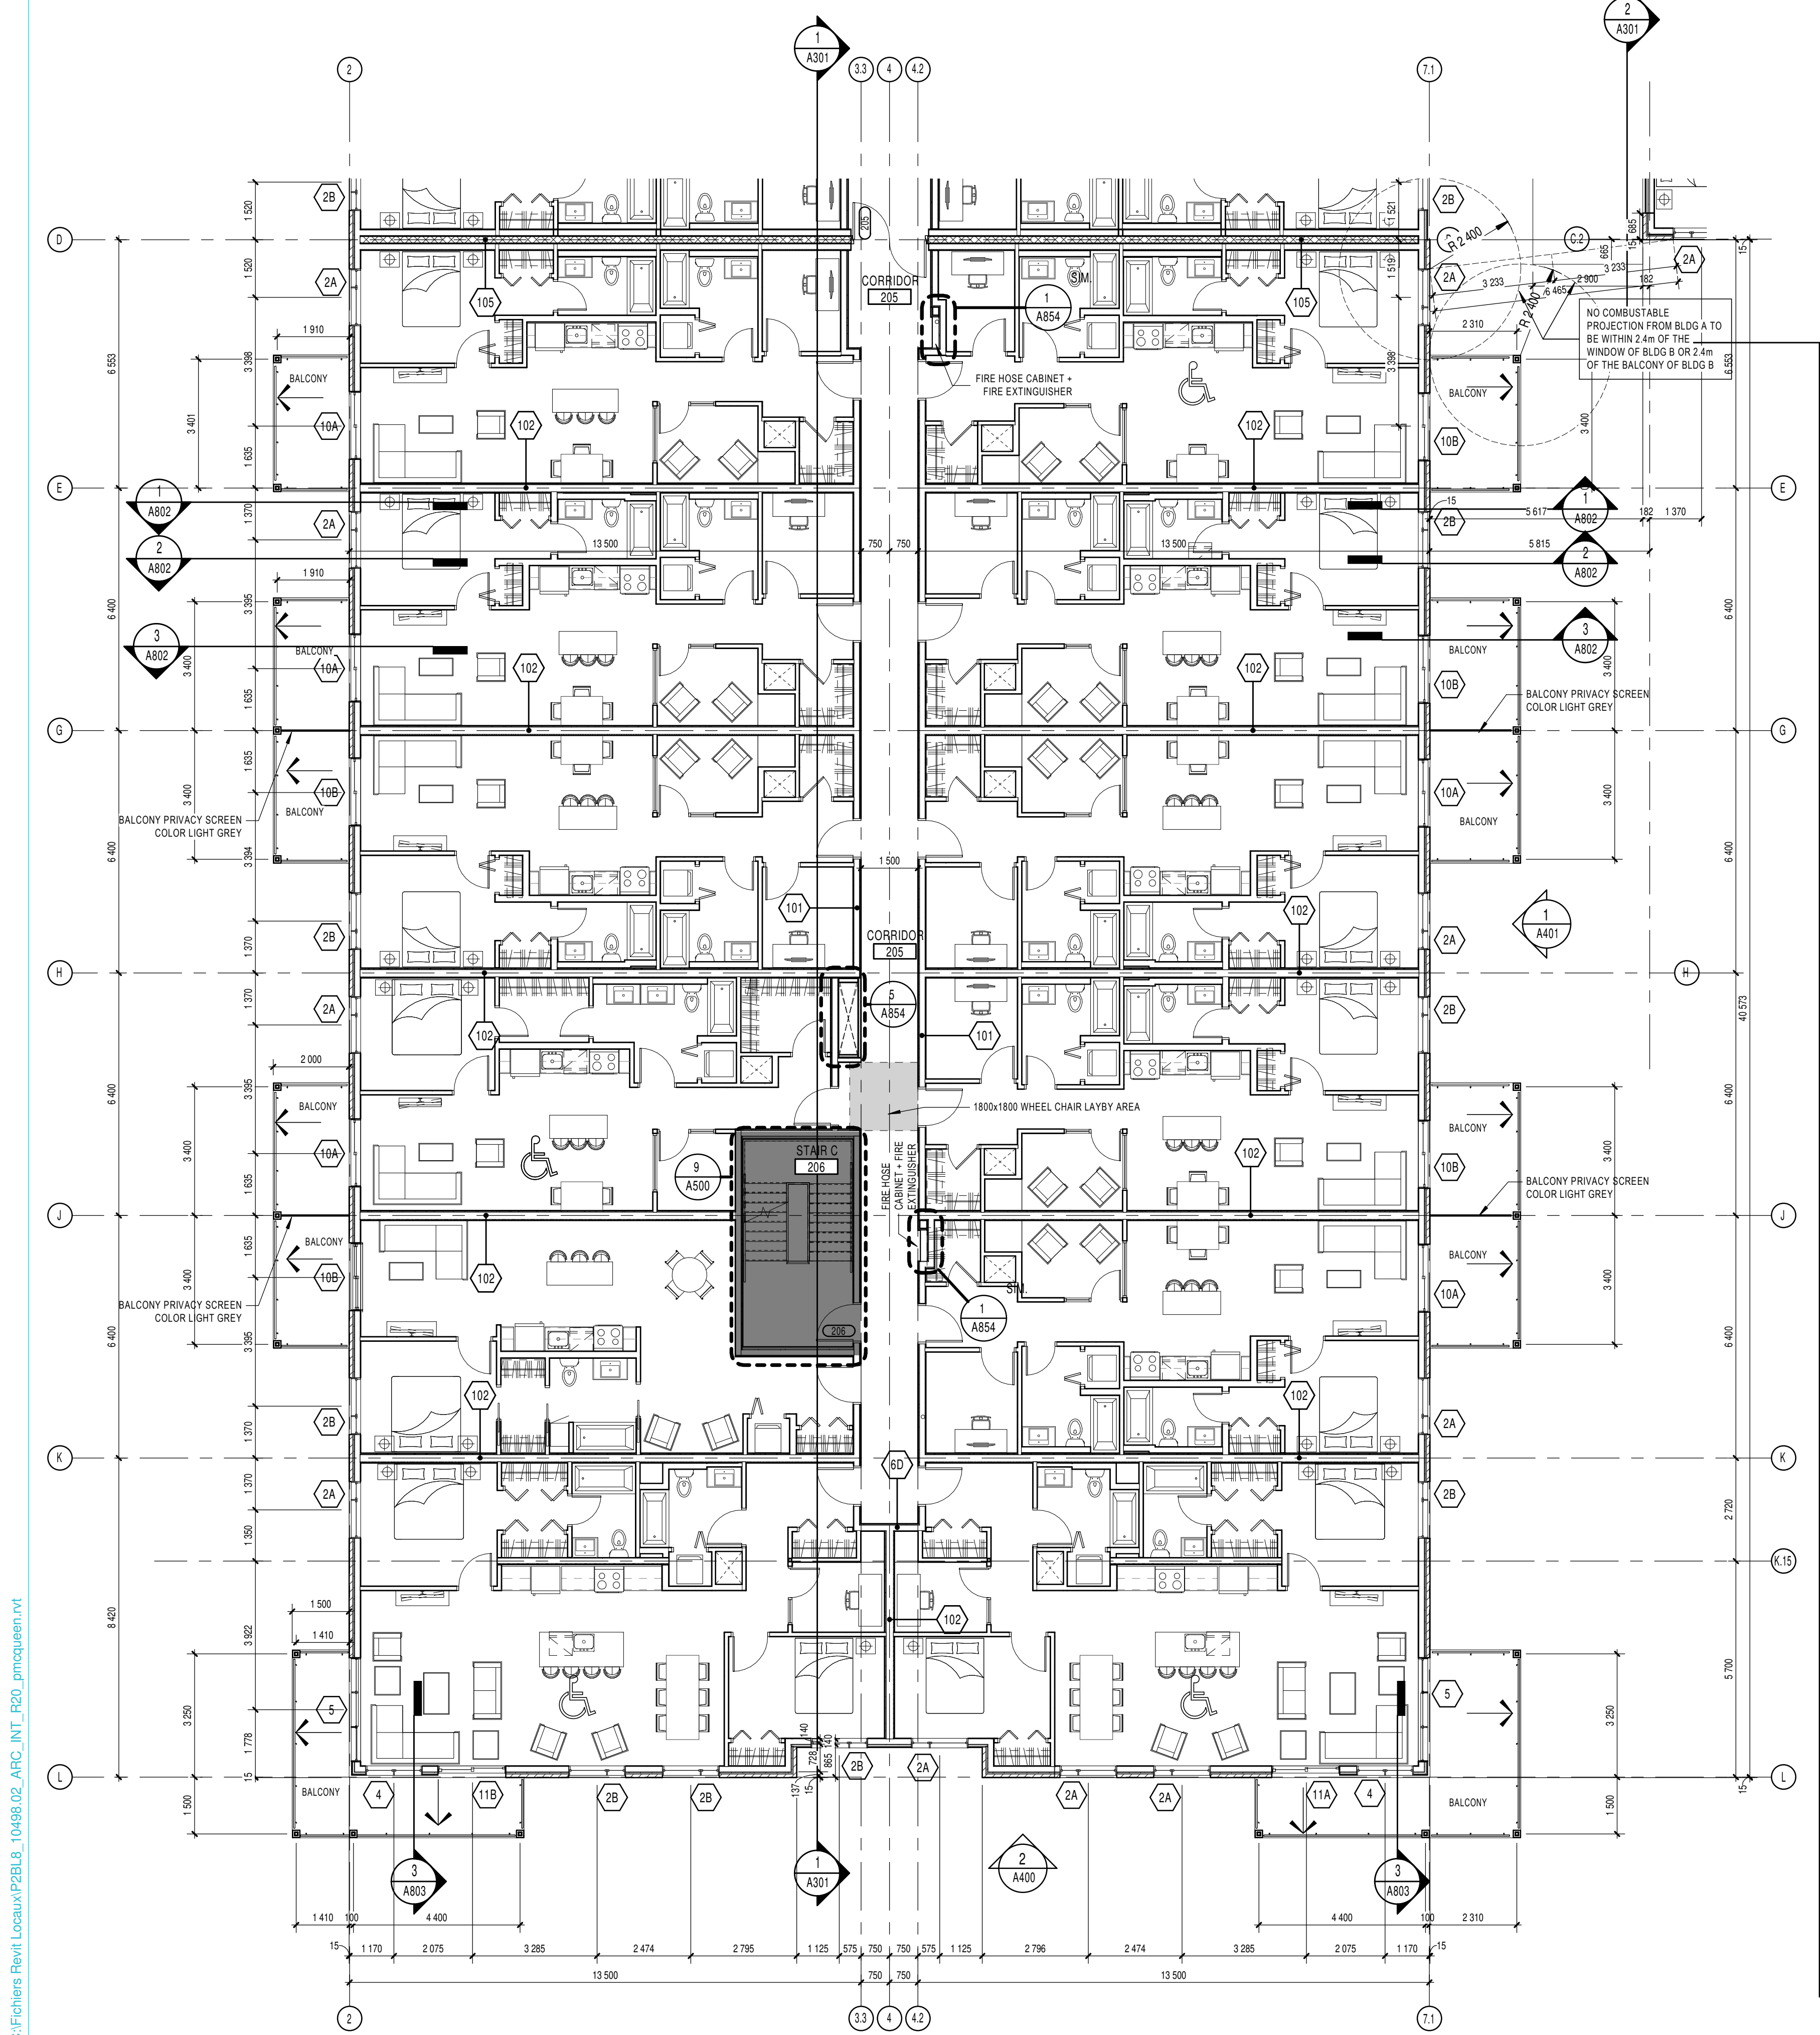 2
A301
1
A301
2
3.3
4
4.2
7.1
2B
1 520
205
1 521
2B
685
15
D
C
C.2
665
15
R 2 400
1 520
2A
105
CORRIDOR
205
SIM.
1
A854
105
1 519
2A
3 233
3 233
6 465
2 900
182
2A
R 2 400
NO COMBUSTABLE
PROJECTION FROM BLDG A TO
BE WITHIN 2.4m OF THE
WINDOW OF BLDG B OR 2.4m
OF THE BALCONY OF BLDG B
1 910
2 310
6 553
3 398
BALCONY
FIRE HOSE CABINET +
FIRE EXTINGUISHER
3 398
BALCONY
6 553
3 401
10A
102
102
10B
3 400
1 635
E
E
1
A802
1 370
2A
15
2B
1
A802
5 617
182
1 370
2
A802
13 500
750
750
13 500
5 815
2
A802
1 910
6 400
3 395
3
A802
BALCONY
10A
102
102
3
A802
BALCONY
6 400
3 400
3 400
1 635
10B
BALCONY PRIVACY SCREEN
COLOR LIGHT GREY
G
G
1 635
3 400
10B
BALCONY
10A
3 400
BALCONY PRIVACY SCREEN
COLOR LIGHT GREY
BALCONY
6 400
3 394
1 500
6 400
101
102
1
A401
2B
1 370
CORRIDOR
205
2A
H
H
1 370
2A
102
5
A854
101
2B
40 573
2 000
6 400
3 395
BALCONY
1800x1800 WHEEL CHAIR LAYBY AREA
BALCONY
6 400
3 400
10A
9
A500
STAIR C
206
FIRE HOSE
CABINET + FIRE
EXTINGUISHER
102
10B
3 400
1 635
BALCONY PRIVACY SCREEN
COLOR LIGHT GREY
J
J
1 635
3 400
BALCONY
10B
102
SIM.
1
A854
BALCONY
10A
3 400
BALCONY PRIVACY SCREEN
COLOR LIGHT GREY
206
6 400
3 395
6 400
2B
1 370
102
102
2A
K
K
6D
1 370
2A
2B
2 720
1 350
K.15
8 420
1 500
1 410
3 922
102
5 700
3 250
5
5
3 250
1 778
140
140
728
1 865
2B
2A
15
L
L
BALCONY
4
11B
2B
2B
137
15
2A
2A
11A
4
BALCONY
15
1 500
1 500
3
A803
1
A301
2
A400
3
A803
1 410
100
4 400
4 400
100
2 310
15
1 170
2 075
3 285
2 474
2 795
1 125
575
750
750
575
1 125
2 796
2 474
3 285
2 075
1 170
15
13 500
750
750
13 500
2
3.3
4
4.2
7.1
:\Fichiers Revit Locaux\P2BL8_10498.02_ARC_INT_R20_pmcqueen.rvt